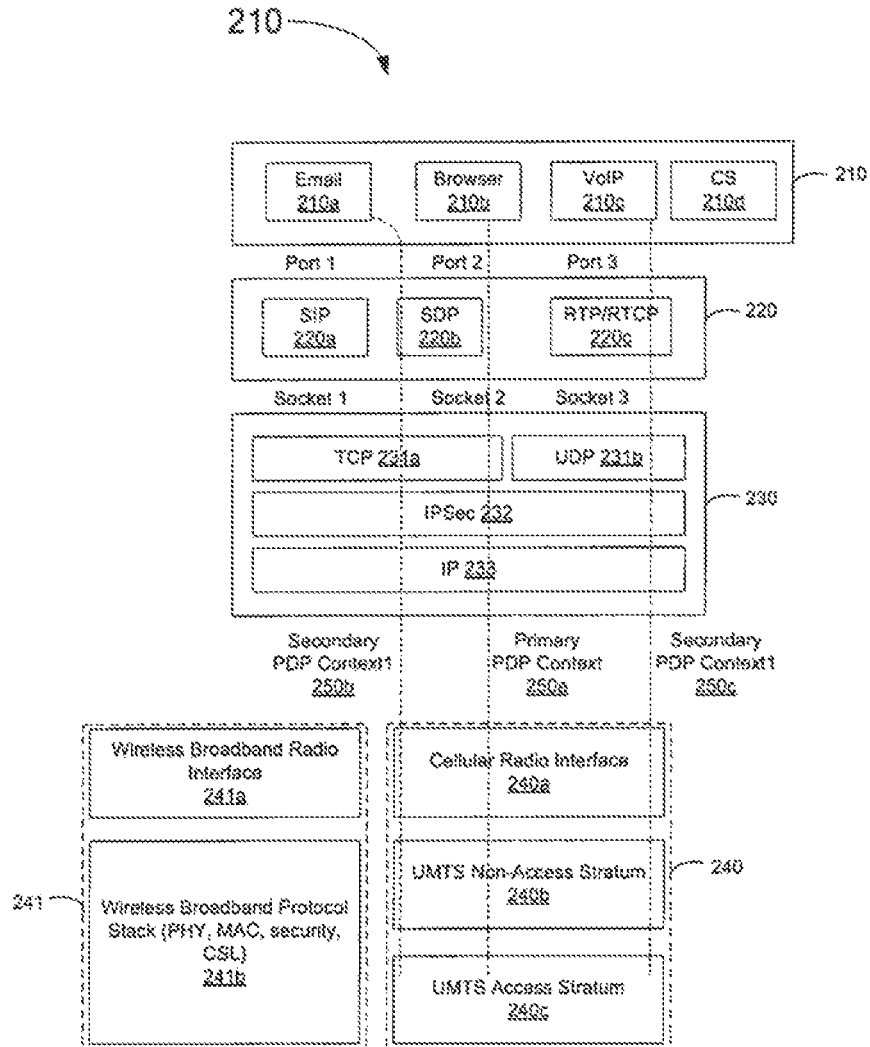 210
Email
210a
Browser
210b
VoIP
210c
CS
210d
210
Port 1
Port 2
Port 3
SIP
220a
SDP
220b
RTP/RTCP
220c
220
Socket 1
Socket 2
Socket 3
TCP 231a
UDP 231b
IPSec 232
IP 233
230
Secondary
PDP Context1
250b
Primary
PDP Context
250a
Secondary
PDP Context1
250c
Wireless Broadband Radio
Interface
241a
Cellular Radio Interface
240a
UMTS Non-Access Stratum
240b
240
241
Wireless Broadband Protocol
Stack (PHY, MAC, security,
CSL)
241b
UMTS Access Stratum
240c